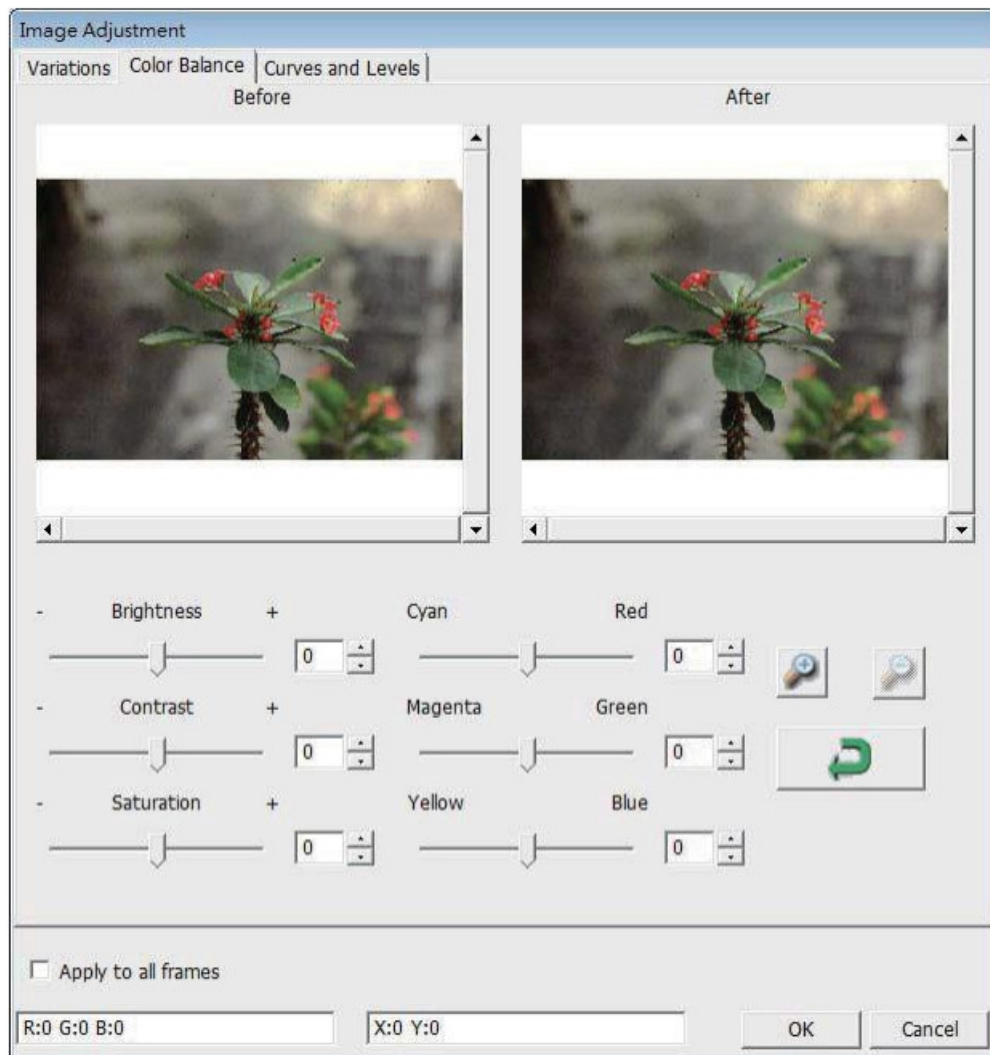 Image Adjustment
Variations Color Balance Curves and Levels
Before After
- Brightness + Cyan Red
0 0
- Contrast + Magenta Green
0 0
- Saturation + Yellow Blue
0 0
Apply to all frames
R:0 G:0 B:0 X:0 Y:0 OK Cancel